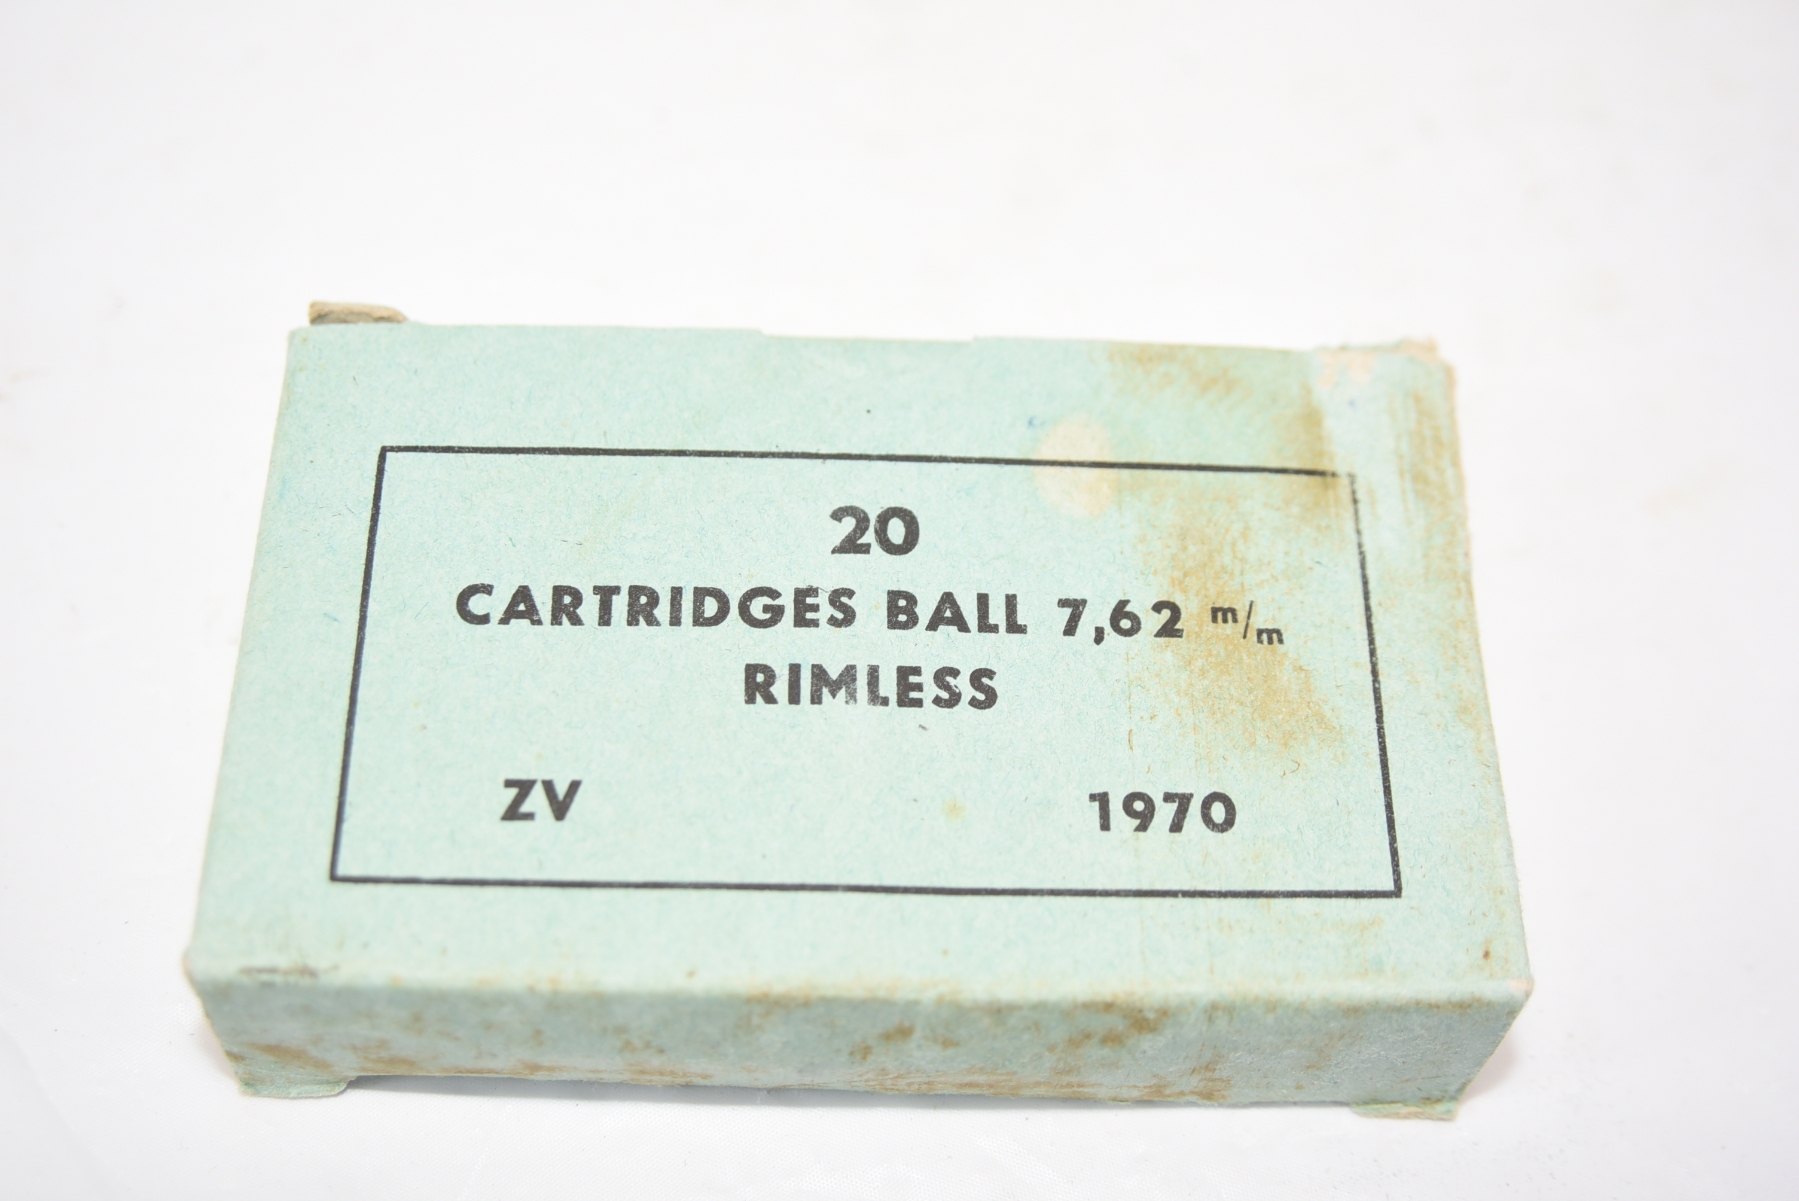 20
CARTRIDGES BALL 7,62 m/m
RIMLESS
ZV 1970